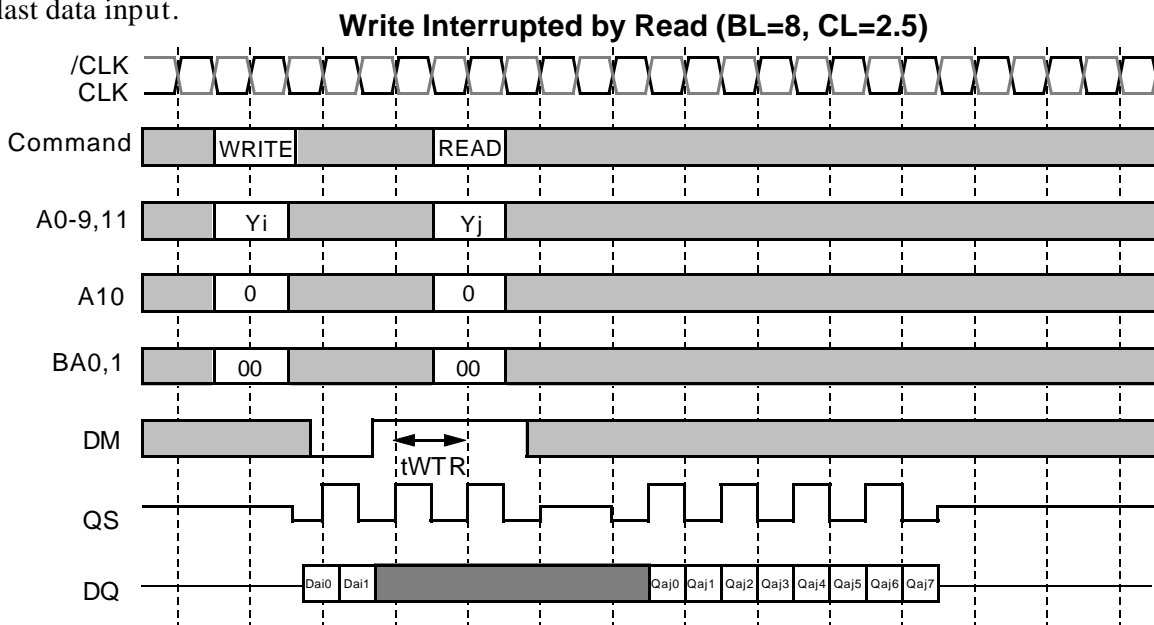 last data input.
Write Interrupted by Read (BL=8, CL=2.5)
/CLK
CLK
Command WRITE READ
A0-9,11 Yi Yj
A10 0 0
BA0,1 00 00
DM
tWTR
QS
DQ Dai0 Dai1 Qaj0 Qaj1 Qaj2 Qaj3 Qaj4 Qaj5 Qaj6 Qaj7